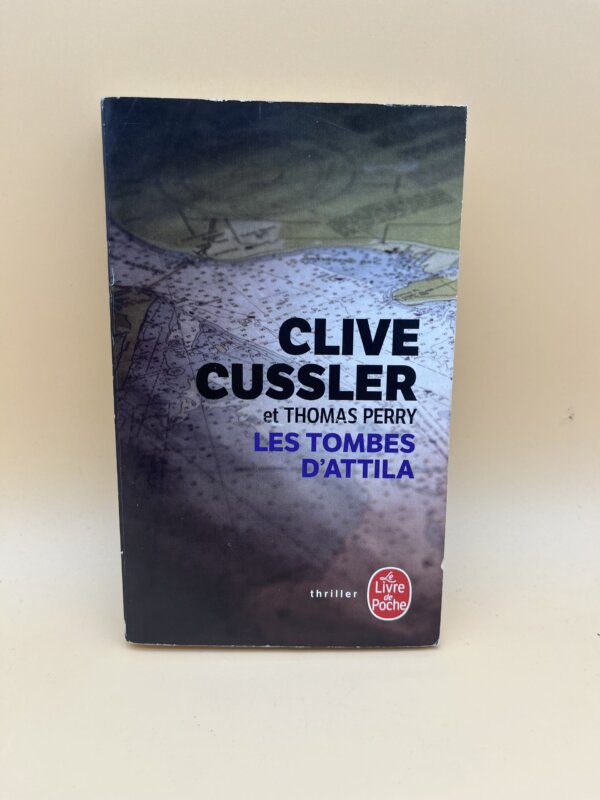 CLIVE
CUSSLER
et THOMAS PERRY
LES TOMBES
D'ATTILA
thriller
Le
Livre
de
Poche